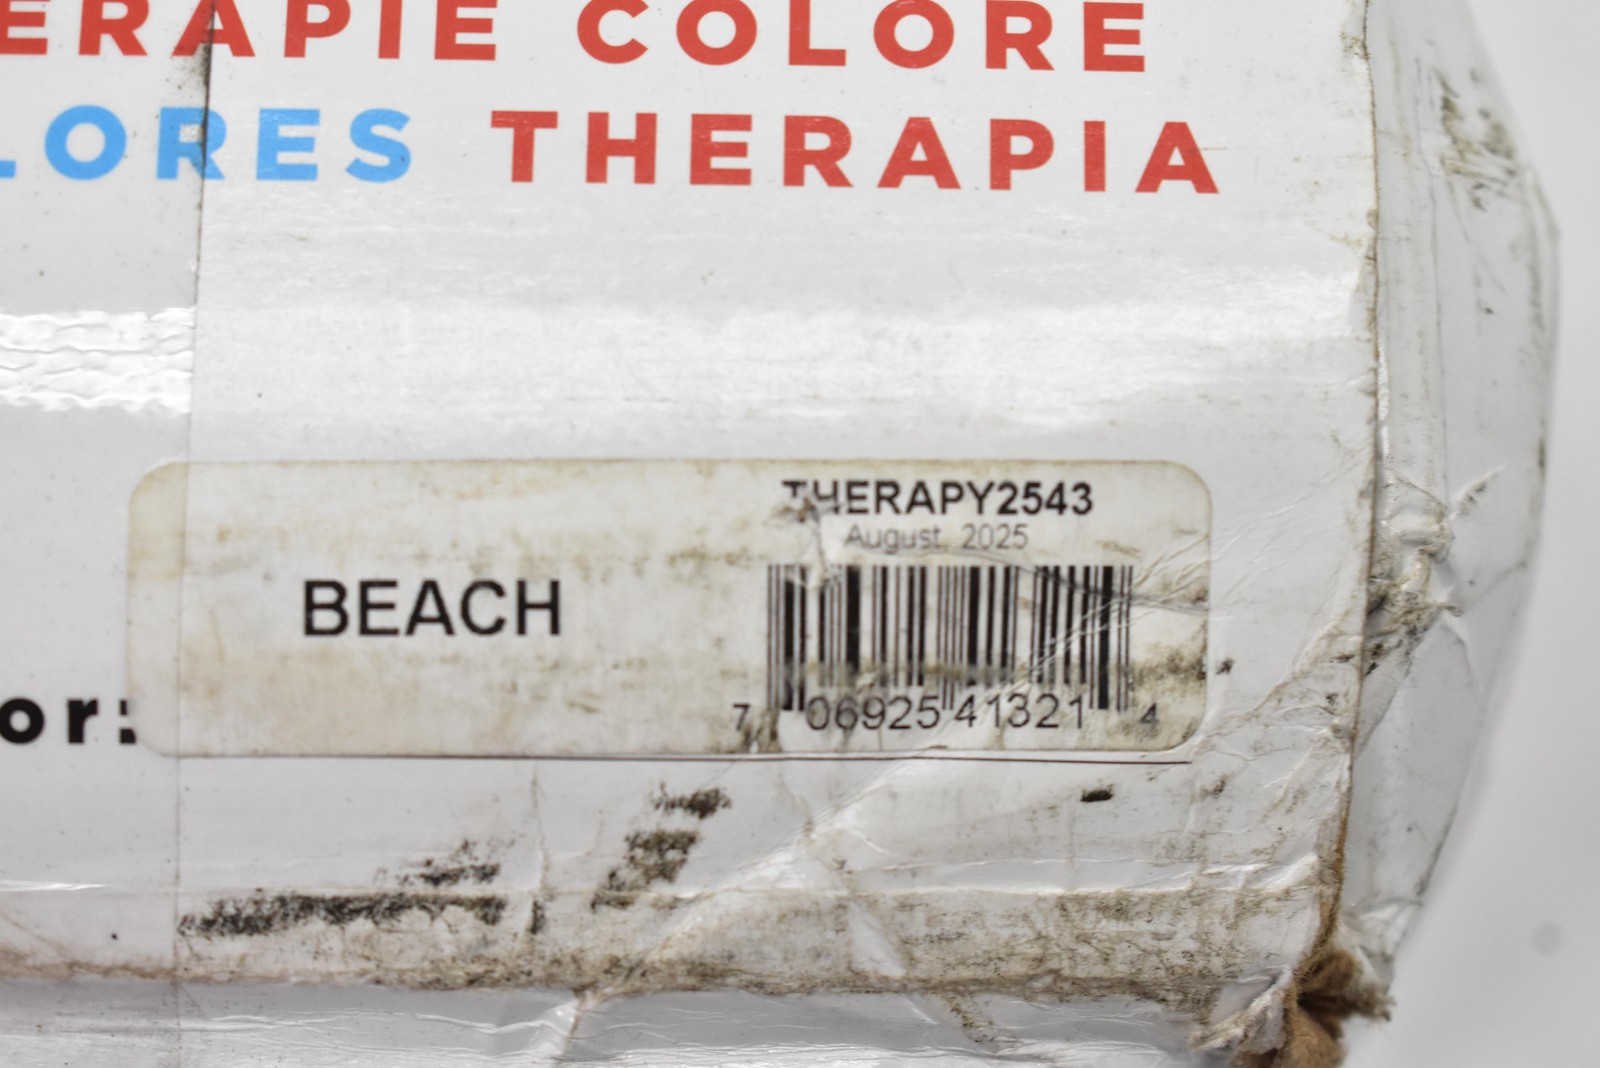 ERAPIE COLORE
LORES THERAPIA
THERAPY2543
August 2025
BEACH
7 06925 41321 4
or: